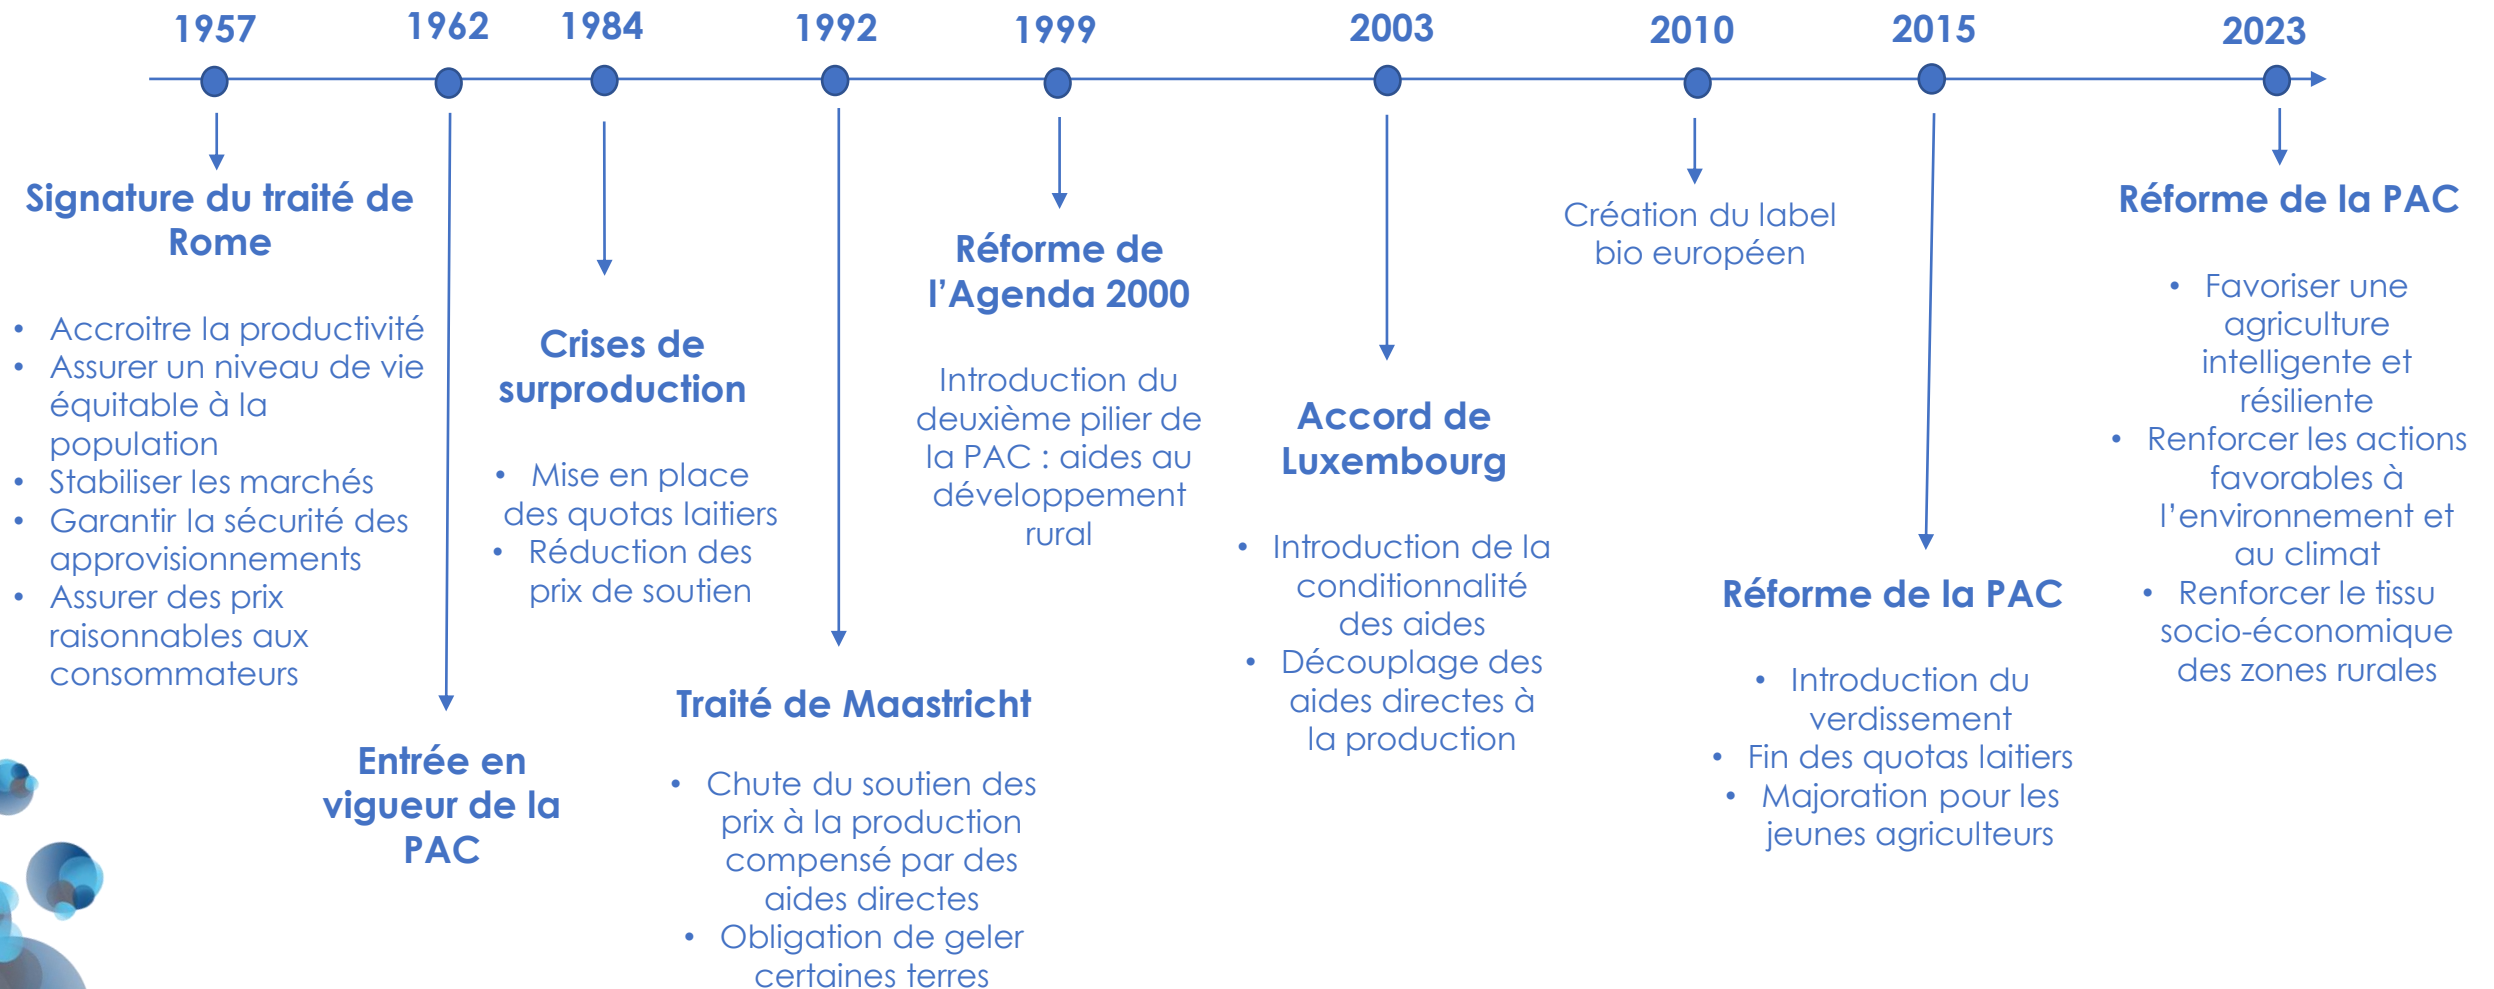 1957
1962
1984
1992
1999
2003
2010
2015
2023
Signature du traité de
Rome
• Accroitre la productivité
• Assurer un niveau de vie
équitable à la
population
• Stabiliser les marchés
• Garantir la sécurité des
approvisionnements
• Assurer des prix
raisonnables aux
consommateurs
Entrée en
vigueur de la
PAC
Crises de
surproduction
• Mise en place
des quotas laitiers
• Réduction des
prix de soutien
Traité de Maastricht
• Chute du soutien des
prix à la production
compensé par des
aides directes
• Obligation de geler
certaines terres
Réforme de
l’Agenda 2000
Introduction du
deuxième pilier de
la PAC : aides au
développement
rural
Accord de
Luxembourg
• Introduction de la
conditionnalité
des aides
• Découplage des
aides directes à
la production
Création du label
bio européen
Réforme de la PAC
• Introduction du
verdissement
• Fin des quotas laitiers
• Majoration pour les
jeunes agriculteurs
Réforme de la PAC
• Favoriser une
agriculture
intelligente et
résiliente
• Renforcer les actions
favorables à
l’environnement et
au climat
• Renforcer le tissu
socio-économique
des zones rurales